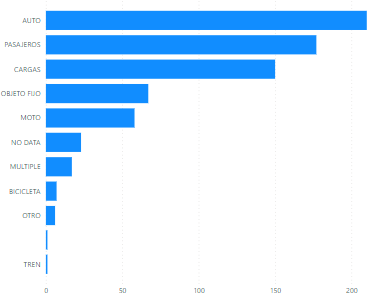 AUTO
PASAJEROS
CARGAS
OBJETO FIJO
MOTO
NO DATA
MULTIPLE
BICICLETA
OTRO
TREN
0 50 100 150 200